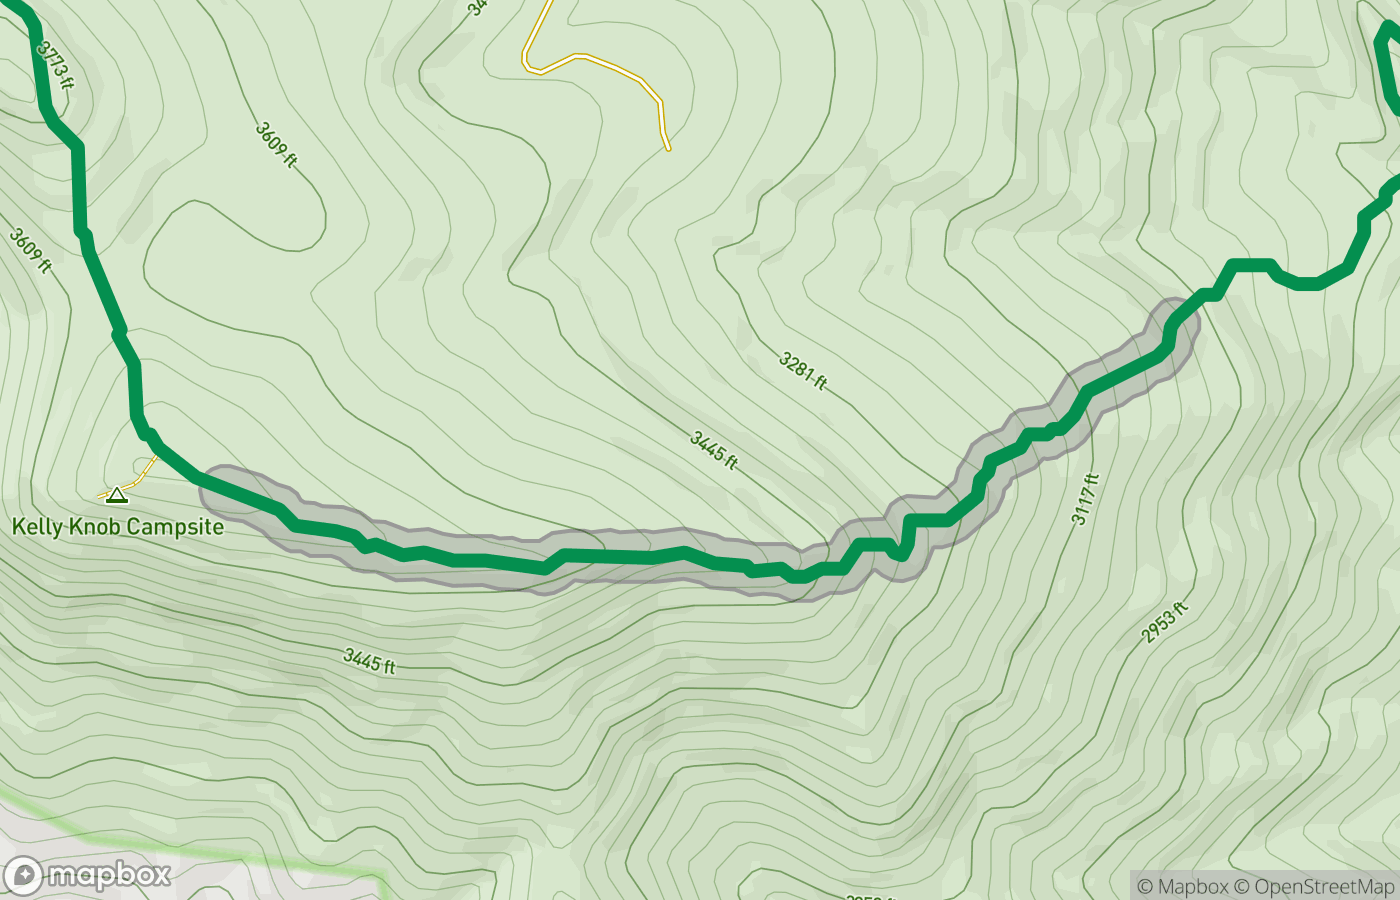 3773 ft
3609 ft
3609 ft
3281 ft
3445 ft
3117 ft
Kelly Knob Campsite
2953 ft
3445 ft
mapbox
© Mapbox © OpenStreetMap